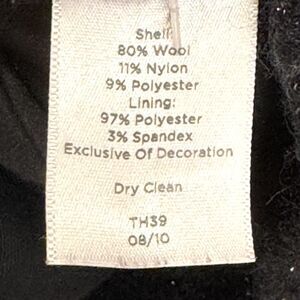 Shell:
80% Wool
11% Nylon
9% Polyester
Lining:
97% Polyester
3% Spandex
Exclusive Of Decoration
Dry Clean
TH39
08/10